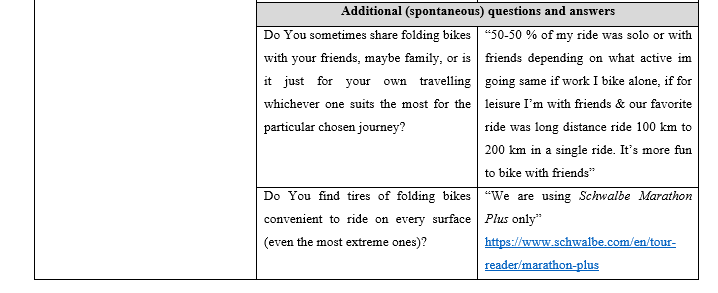 Additional (spontaneous) questions and answers
Do You sometimes share folding bikes
with your friends, maybe family, or is
it just for your own travelling
whichever one suits the most for the
particular chosen journey?
“50-50 % of my ride was solo or with
friends depending on what active im
going same if work I bike alone, if for
leisure I’m with friends & our favorite
ride was long distance ride 100 km to
200 km in a single ride. It’s more fun
to bike with friends”
Do You find tires of folding bikes
convenient to ride on every surface
(even the most extreme ones)?
“We are using Schwalbe Marathon
Plus only”
https://www.schwalbe.com/en/tour-
reader/marathon-plus